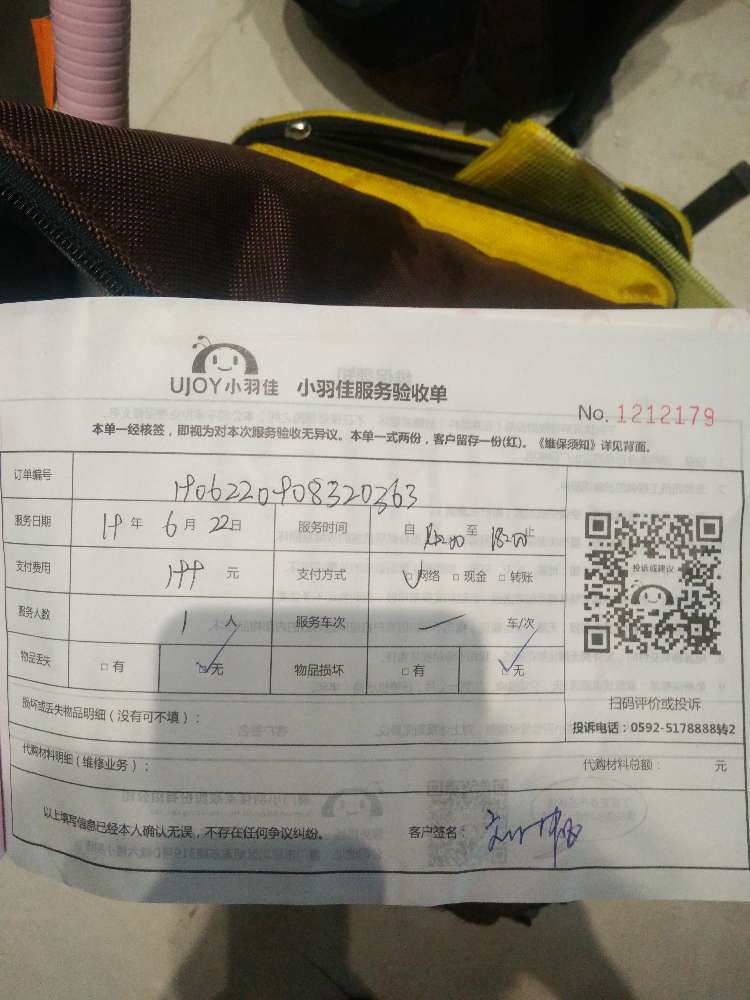 UJOY小羽佳 小羽佳服务验收单
No. 1212179
本单一经核签，即视为对本次服务验收无异议。本单一式两份，客户留存一份(红)。《维保须知》详见背面。
订单编号 1906220908320363
服务日期 19年 6月 22日 服务时间 自 至 18:00止
支付费用 199 元 支付方式 □网络 □现金 □转账
服务人数 1 人 服务车次 车/次
物品丢失 □有 □无 物品损坏 □有 □无
投诉或建议
扫码评价或投诉
投诉电话：0592-5178888转2
损坏或丢失物品明细（没有可不填）：
代购材料明细（维修业务）： 代购材料总额： 元
以上填写信息已经本人确认无误，不存在任何争议纠纷。 客户签名：